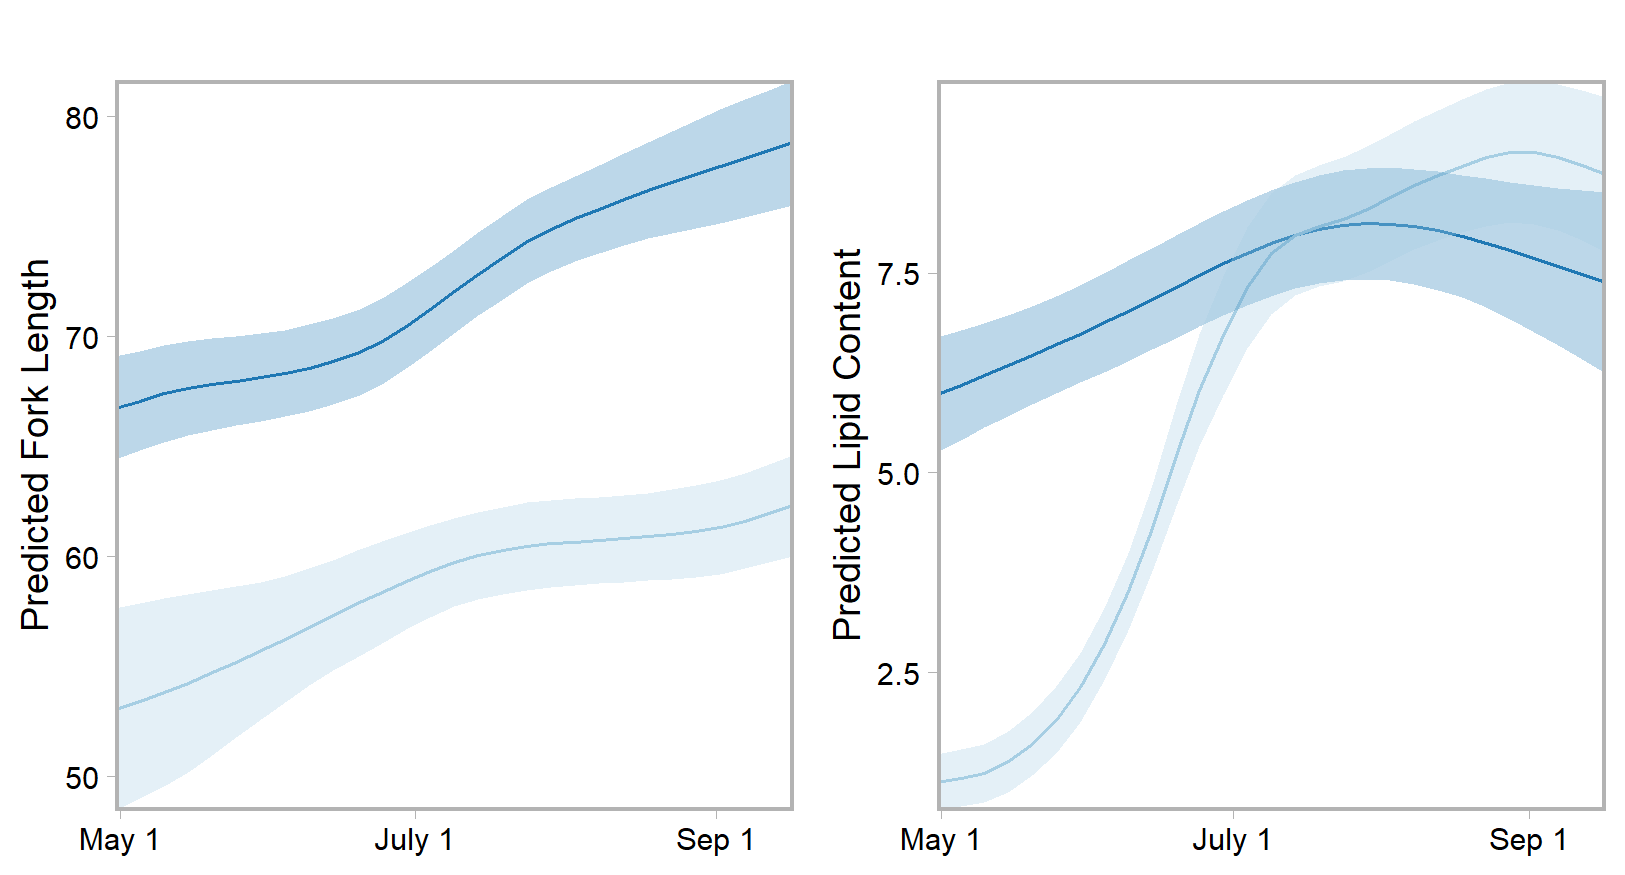 Predicted Fork Length
80
70
60
50
May 1
July 1
Sep 1
Predicted Lipid Content
7.5
5.0
2.5
May 1
July 1
Sep 1